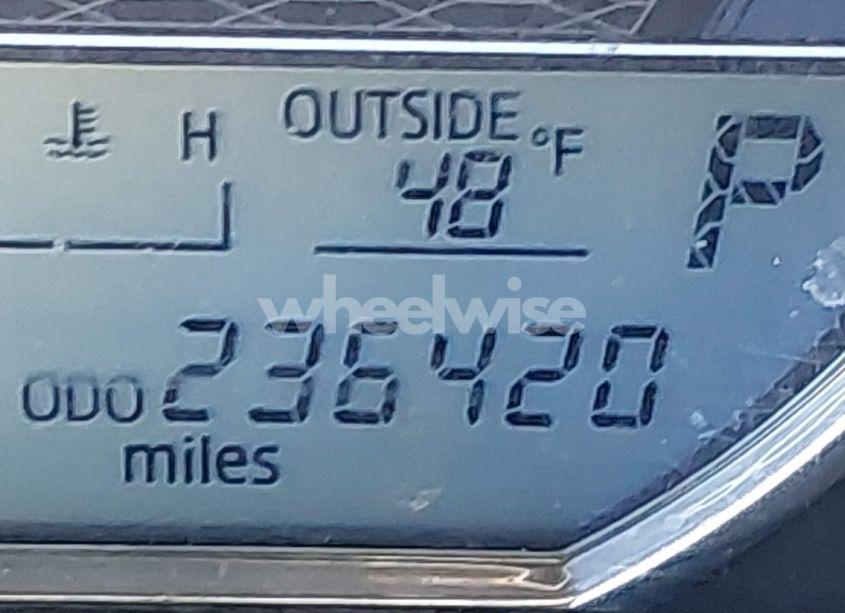 H OUTSIDE
48 °F P
wheelwise
ODO 236420
miles